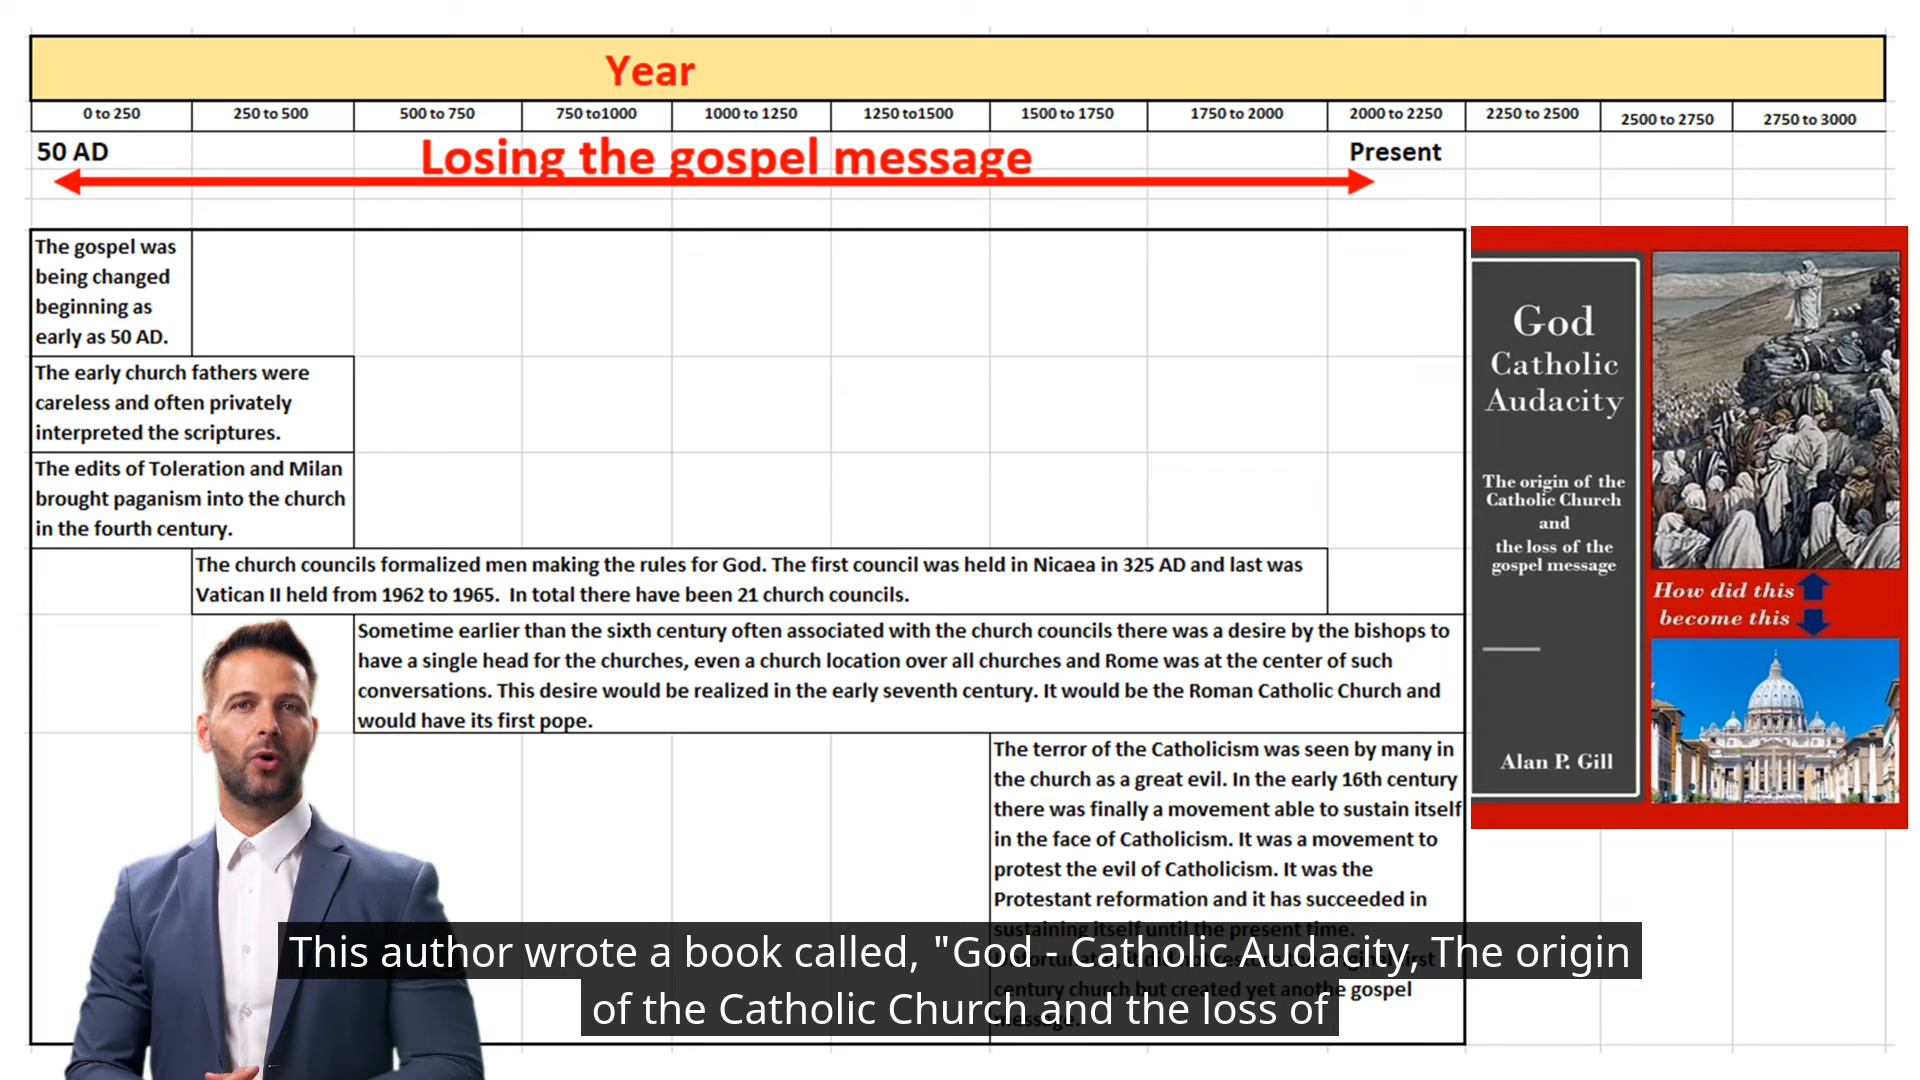 Year
0 to 250
250 to 500
500 to 750
750 to1000
1000 to 1250
1250 to1500
1500 to 1750
1750 to 2000
2000 to 2250
2250 to 2500
2500 to 2750
2750 to 3000
50 AD
Losing the gospel message
Present
The gospel was
being changed
beginning as
early as 50 AD.
The early church fathers were
careless and often privately
interpreted the scriptures.
The edits of Toleration and Milan
brought paganism into the church
in the fourth century.
The church councils formalized men making the rules for God. The first council was held in Nicaea in 325 AD and last was
Vatican II held from 1962 to 1965. In total there have been 21 church councils.
Sometime earlier than the sixth century often associated with the church councils there was a desire by the bishops to
have a single head for the churches, even a church location over all churches and Rome was at the center of such
conversations. This desire would be realized in the early seventh century. It would be the Roman Catholic Church and
would have its first pope.
The terror of the Catholicism was seen by many in
the church as a great evil. In the early 16th century
there was finally a movement able to sustain itself
in the face of Catholicism. It was a movement to
protest the evil of Catholicism. It was the
Protestant reformation and it has succeeded in
sustaining itself until the present time.
century church but created yet anothe gospel
message.
God
Catholic
Audacity
The origin of the
Catholic Church
and
the loss of the
gospel message
Alan P. Gill
How did this
become this
This author wrote a book called, "God - Catholic Audacity, The origin
of the Catholic Church and the loss of